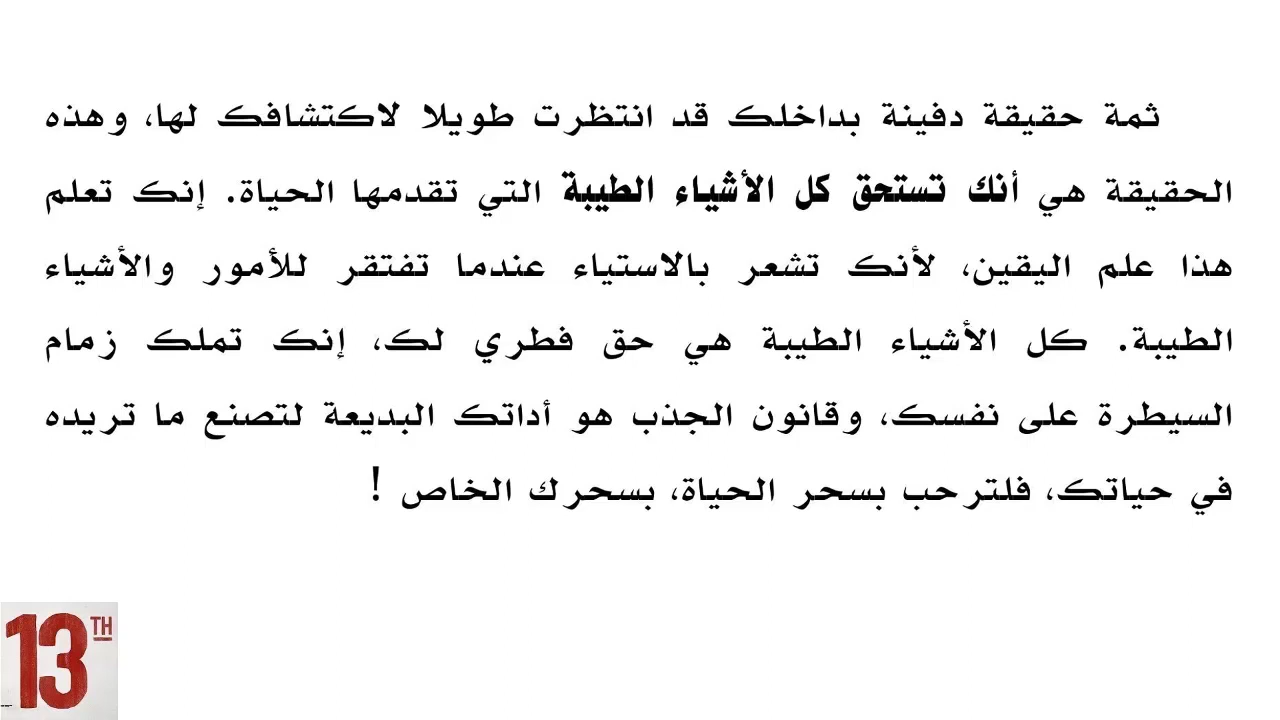 ثمة حقيقة دفينة بداخلك قد انتظرت طويلا لاكتشافك لها، وهذه
الحقيقة هي أنك تستحق كل الأشياء الطيبة التي تقدمها الحياة. إنك تعلم
هذا علم اليقين، لأنك تشعر بالاستياء عندما تفتقر للأمور والأشياء
الطيبة. كل الأشياء الطيبة هي حق فطري لك، إنك تملك زمام
السيطرة على نفسك، وقانون الجذب هو أداتك البديعة لتصنع ما تريده
في حياتك، فلترحب بسحر الحياة، بسحرك الخاص !
13TH